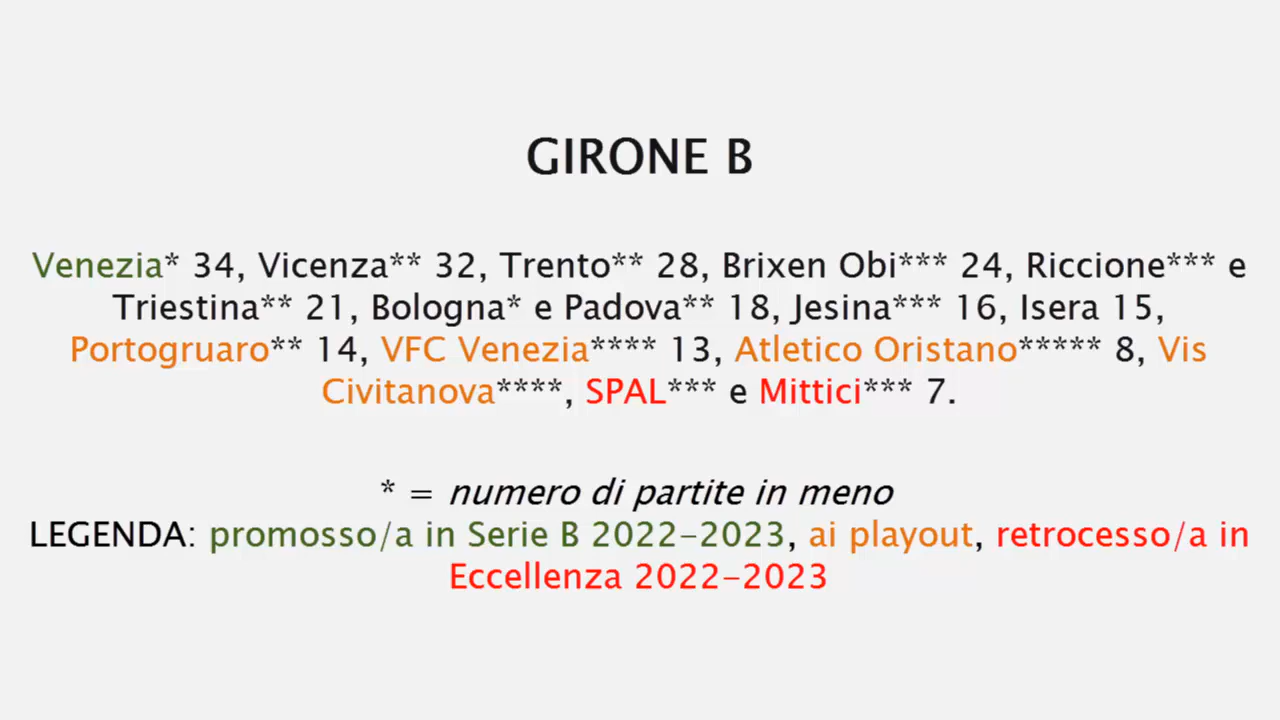 GIRONE B
Venezia* 34, Vicenza** 32, Trento** 28, Brixen Obi*** 24, Riccione*** e
Triestina** 21, Bologna* e Padova** 18, Jesina*** 16, Isera 15,
Portogruaro** 14, VFC Venezia**** 13, Atletico Oristano***** 8, Vis
Civitanova****, SPAL*** e Mittici*** 7.
* = numero di partite in meno
LEGENDA: promosso/a in Serie B 2022-2023, ai playout, retrocesso/a in
Eccellenza 2022-2023